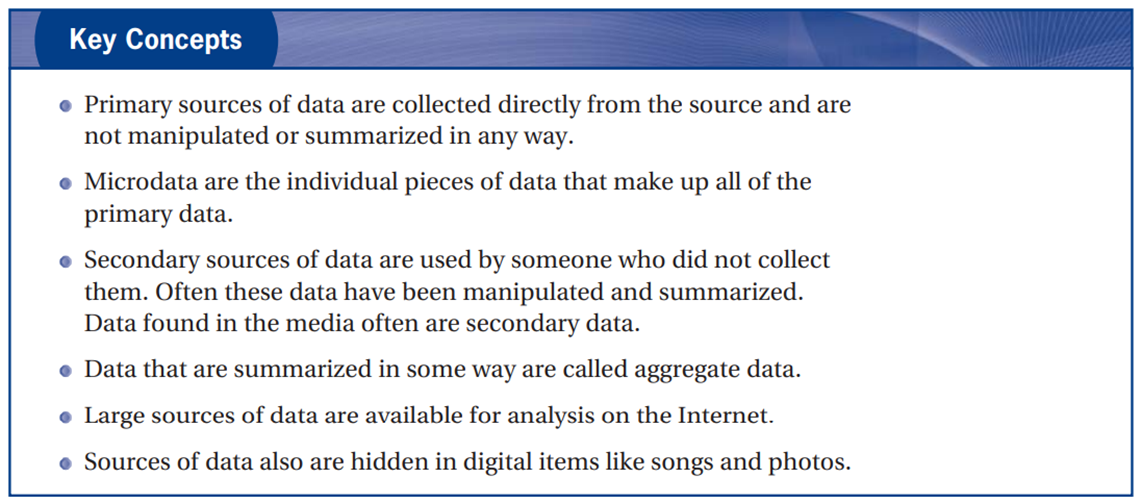 Key Concepts
Primary sources of data are collected directly from the source and are
not manipulated or summarized in any way.
Microdata are the individual pieces of data that make up all of the
primary data.
Secondary sources of data are used by someone who did not collect
them. Often these data have been manipulated and summarized.
Data found in the media often are secondary data.
Data that are summarized in some way are called aggregate data.
Large sources of data are available for analysis on the Internet.
Sources of data also are hidden in digital items like songs and photos.